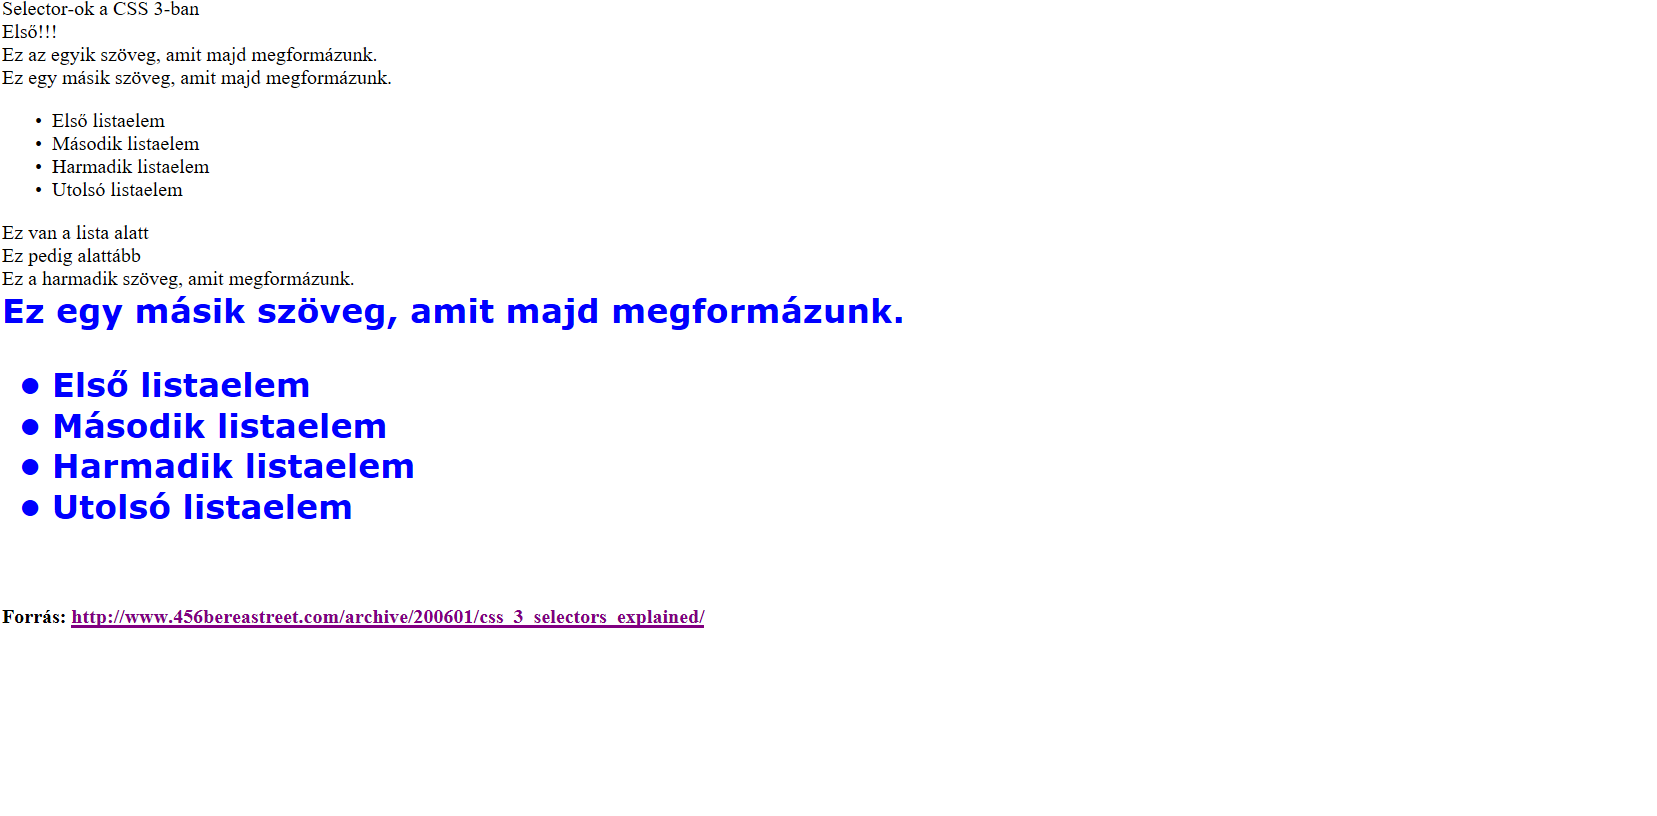 Selector-ok a CSS 3-ban
Első!!!
Ez az egyik szöveg, amit majd megformázunk.
Ez egy másik szöveg, amit majd megformázunk.
• Első listaelem
• Második listaelem
• Harmadik listaelem
• Utolsó listaelem
Ez van a lista alatt
Ez pedig alattább
Ez a harmadik szöveg, amit megformázunk.
Ez egy másik szöveg, amit majd megformázunk.
• Első listaelem
• Második listaelem
• Harmadik listaelem
• Utolsó listaelem
Forrás: http://www.456bereastreet.com/archive/200601/css_3_selectors_explained/